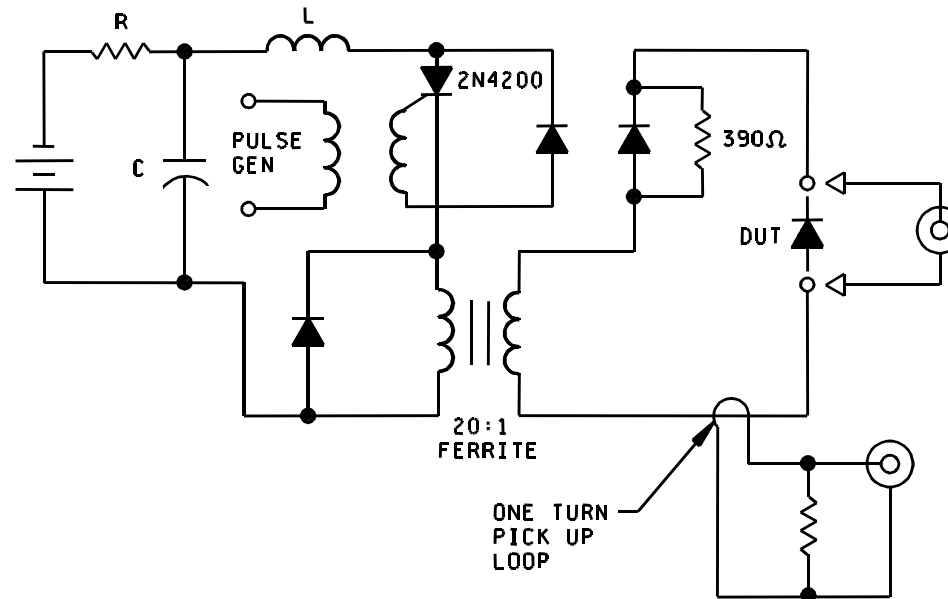 L
R
2N4200
PULSE
GEN
C
390Ω
DUT
20:1
FERRITE
ONE TURN
PICK UP
LOOP